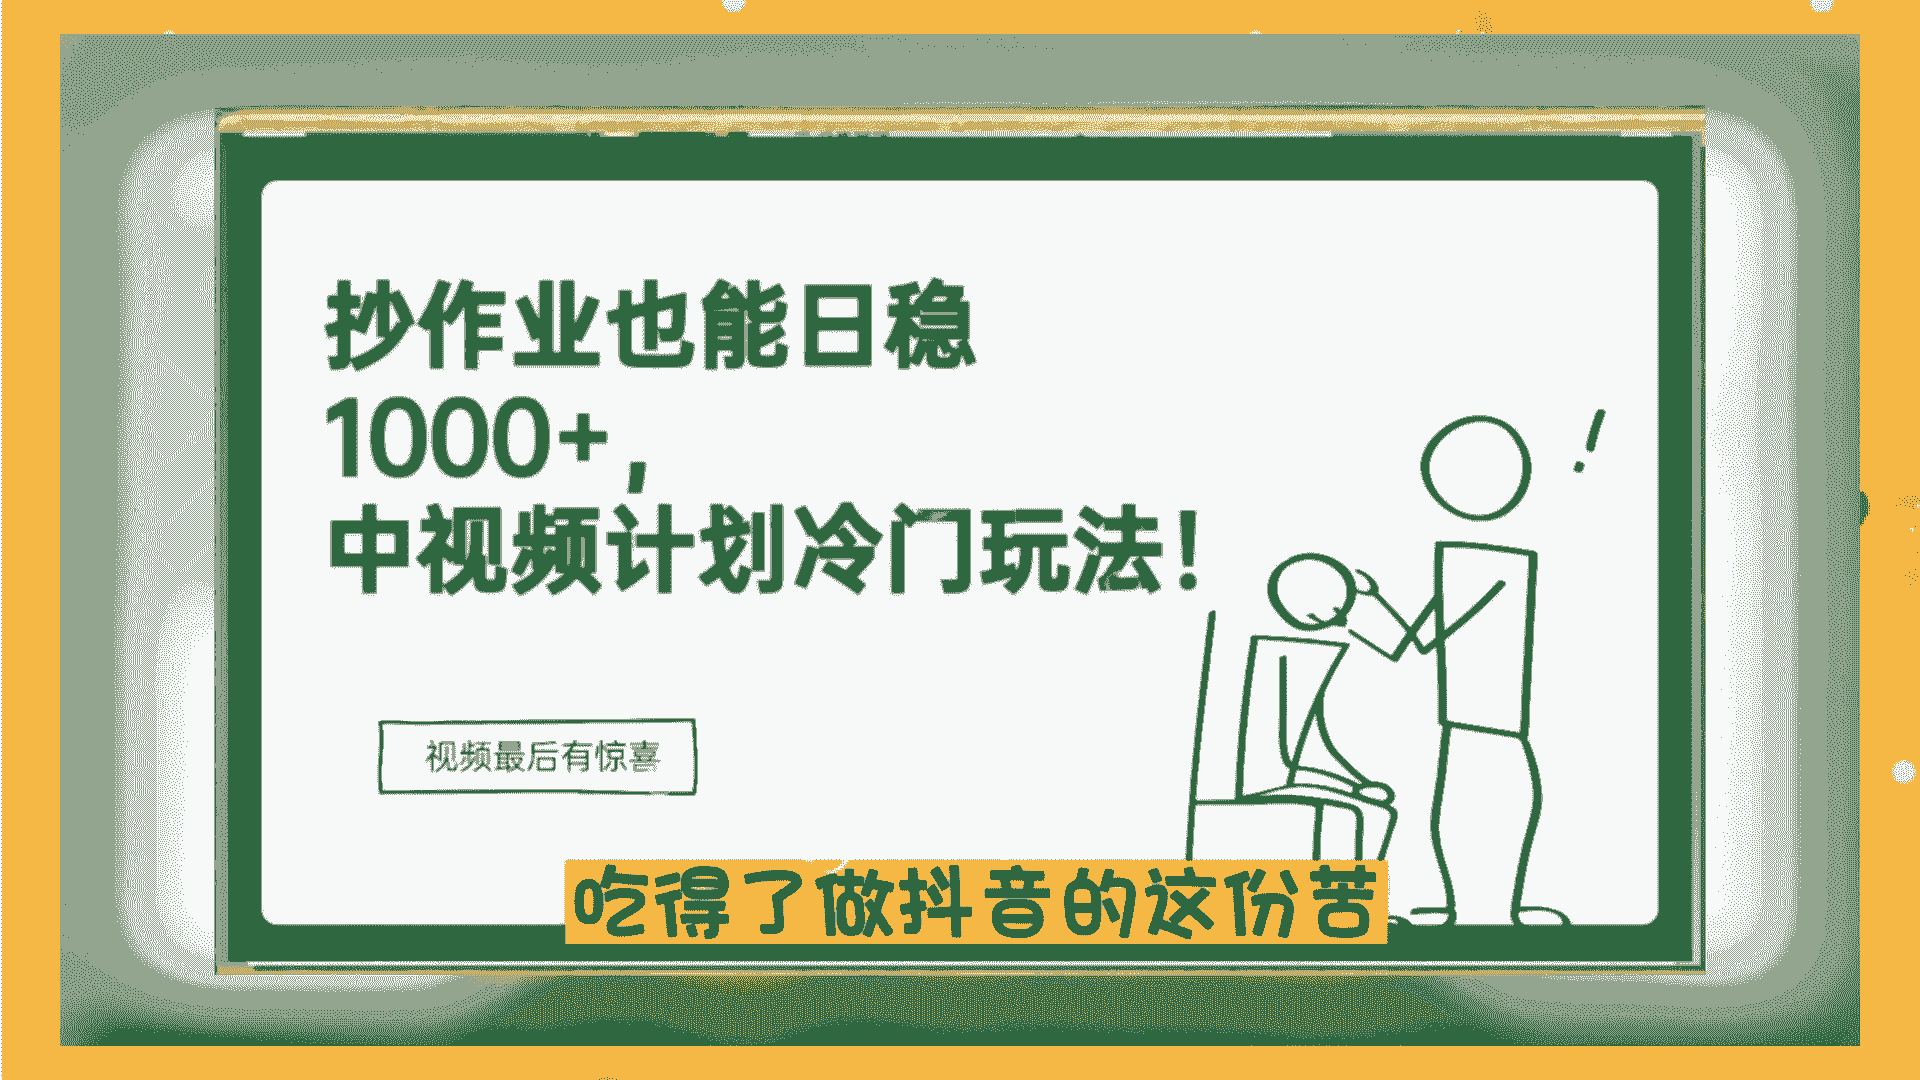 抄作业也能日稳
1000+，
中视频计划冷门玩法！
视频最后有惊喜
吃得了做抖音的这份苦